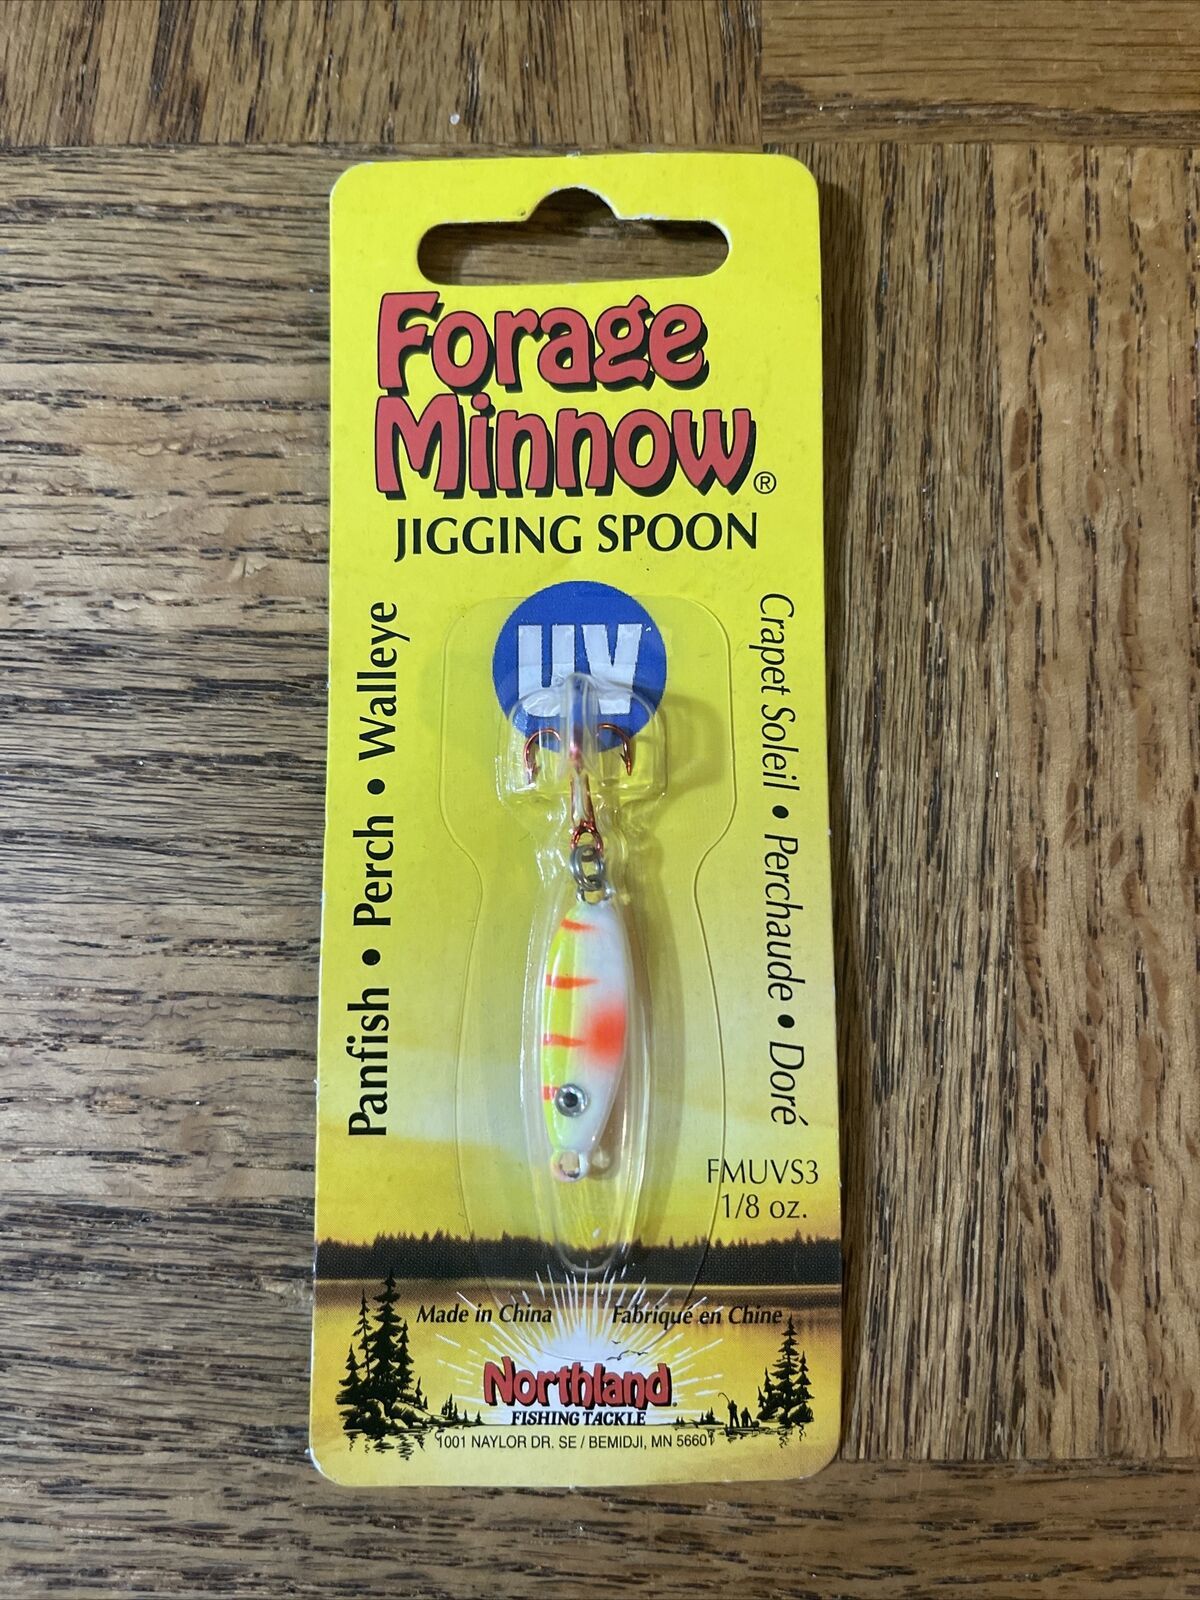 Forage
Minnow®
JIGGING SPOON
UV
Panfish • Perch • Walleye
Crapet Soleil • Perchaude • Doré
FMUVS3
1/8 oz.
Made in China
Fabriqué en Chine
Northland
FISHING TACKLE
1001 NAYLOR DR. SE / BEMIDJI, MN 56601